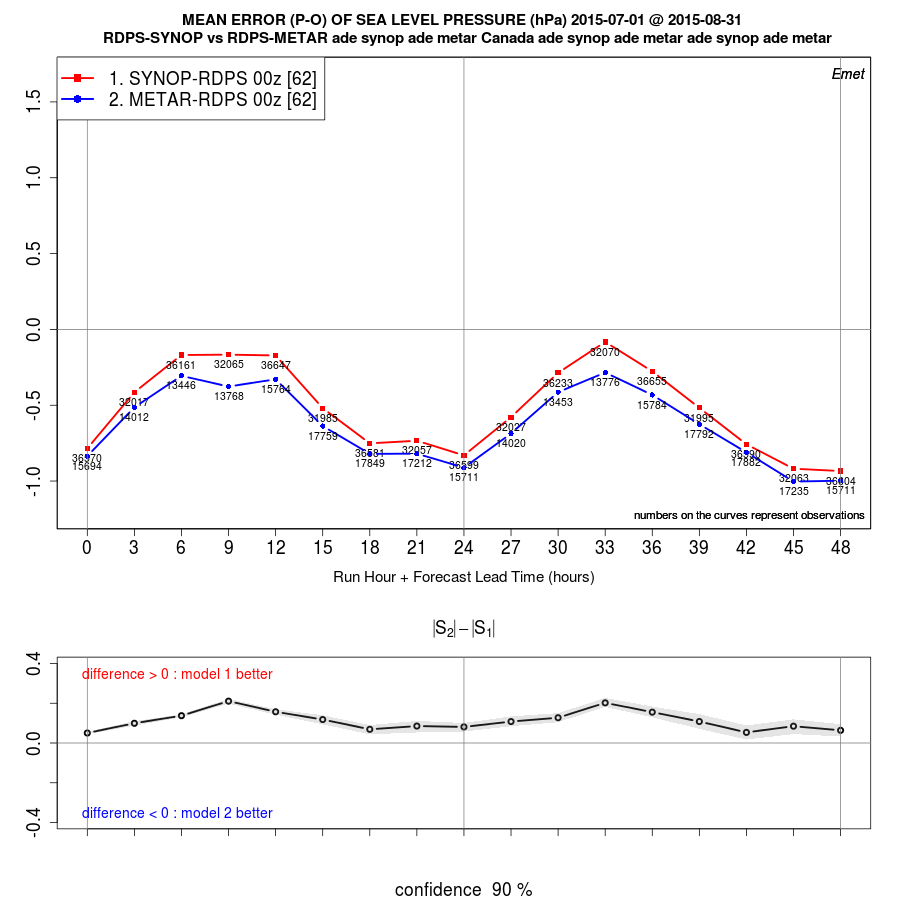 MEAN ERROR (P-O) OF SEA LEVEL PRESSURE (hPa) 2015-07-01 @ 2015-08-31
RDPS-SYNOP vs RDPS-METAR ade synop ade metar Canada ade synop ade metar ade synop ade metar
Emet
1. SYNOP-RDPS 00z [62]
2. METAR-RDPS 00z [62]
1.5
1.0
0.5
0.0
-0.5
-1.0
36161 32065 36647 32070
13446 13768 15764 13776
32017 31985 36233 36655 31995
14012 17759 13453 15784 17792
36970 32057 32027
15694 17849 17212 15711 14020 17882 32063
17235 15711
numbers on the curves represent observations
0 3 6 9 12 15 18 21 24 27 30 33 36 39 42 45 48
Run Hour + Forecast Lead Time (hours)
|S2|−|S1|
0.4
0.0
-0.4
difference > 0 : model 1 better
difference < 0 : model 2 better
confidence 90 %